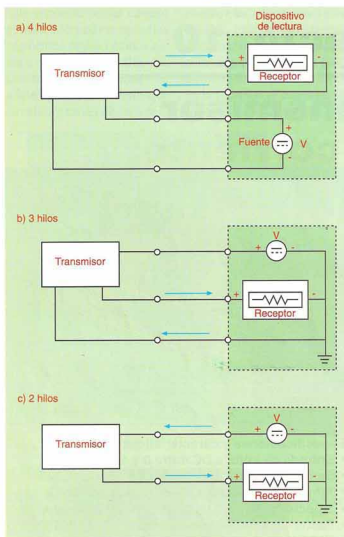 Dispositivo
de lectura
a) 4 hilos
Transmisor
+
-
Receptor
+
Fuente
V
-
b) 3 hilos
V
Transmisor
+
-
+
-
Receptor
c) 2 hilos
V
Transmisor
+
-
+
-
Receptor